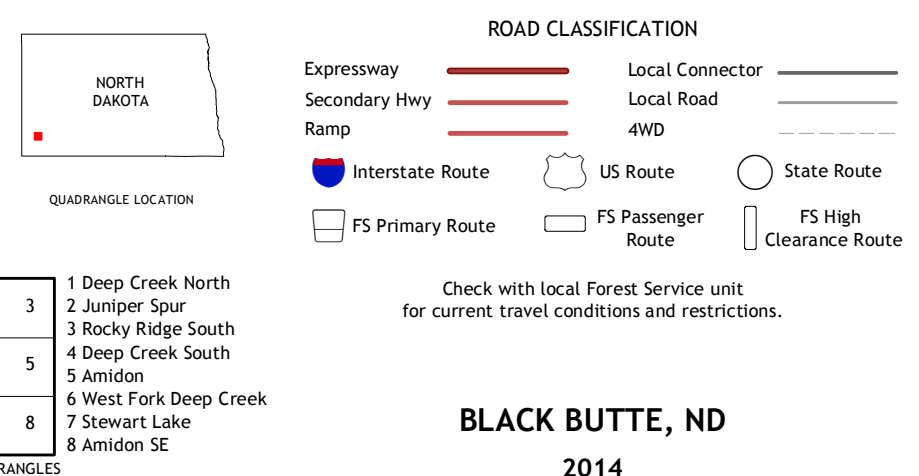 NORTH
DAKOTA
QUADRANGLE LOCATION
ROAD CLASSIFICATION
Expressway
Local Connector
Secondary Hwy
Local Road
Ramp
4WD
Interstate Route
US Route
State Route
FS Primary Route
FS Passenger
Route
FS High
Clearance Route
Check with local Forest Service unit
for current travel conditions and restrictions.
3
5
8
1 Deep Creek North
2 Juniper Spur
3 Rocky Ridge South
4 Deep Creek South
5 Amidon
6 West Fork Deep Creek
7 Stewart Lake
8 Amidon SE
RANGLES
BLACK BUTTE, ND
2014